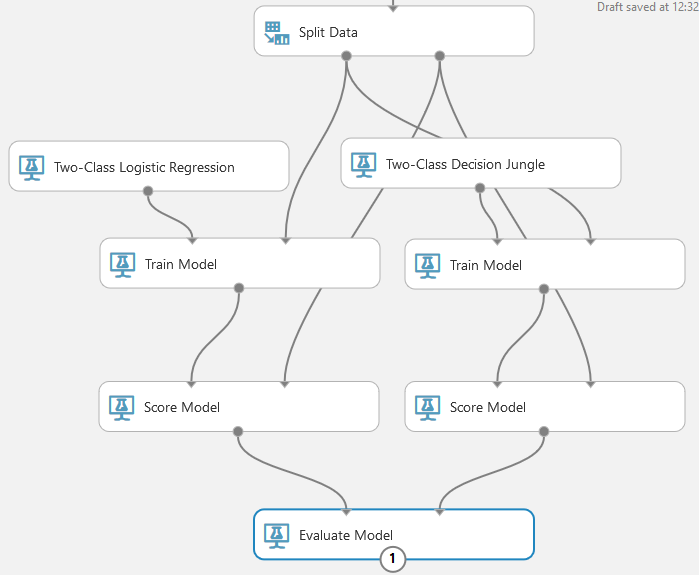 Draft saved at 12:32
Split Data
Two-Class Logistic Regression
Two-Class Decision Jungle
Train Model
Train Model
Score Model
Score Model
Evaluate Model
1